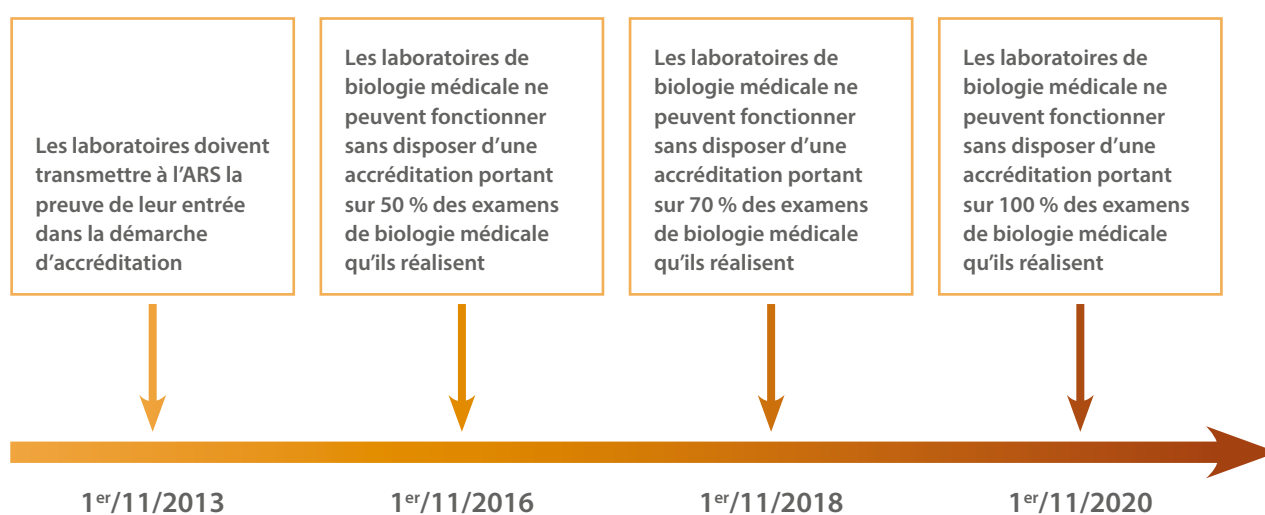 Les laboratoires doivent
transmettre à l'ARS la
preuve de leur entrée
dans la démarche
d'accréditation
Les laboratoires de
biologie médicale ne
peuvent fonctionner
sans disposer d'une
accréditation portant
sur 50 % des examens
de biologie médicale
qu'ils réalisent
Les laboratoires de
biologie médicale ne
peuvent fonctionner
sans disposer d'une
accréditation portant
sur 70 % des examens
de biologie médicale
qu'ils réalisent
Les laboratoires de
biologie médicale ne
peuvent fonctionner
sans disposer d'une
accréditation portant
sur 100 % des examens
de biologie médicale
qu'ils réalisent
1er/11/2013
1er/11/2016
1er/11/2018
1er/11/2020